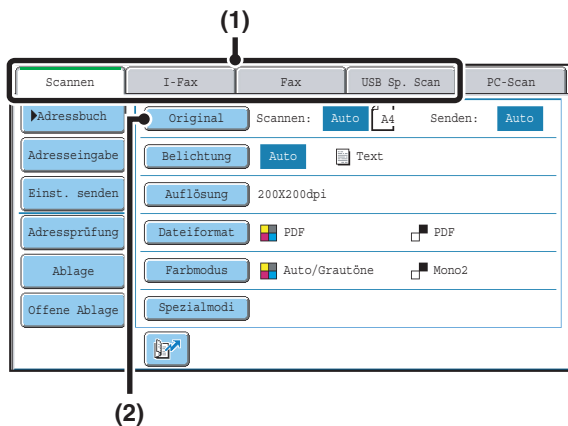 (1)
Scannen I-Fax Fax USB Sp. Scan PC-Scan
Adressbuch Original Scannen: Auto A4 Senden: Auto
Adresseingabe Belichtung Auto Text
Einst. senden Auflösung 200X200dpi
Adressprüfung Dateiformat PDF PDF
Ablage Farbmodus Auto/Grautöne Mono2
Offene Ablage Spezialmodi
(2)